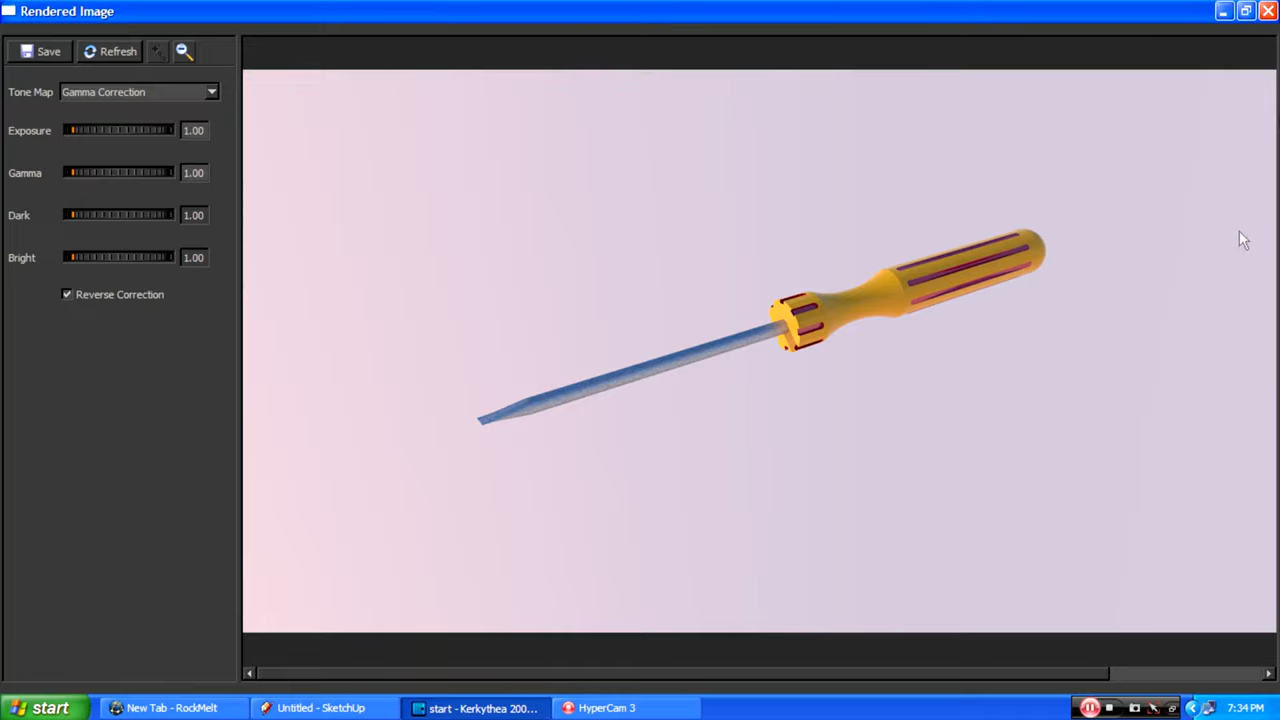 Rendered Image
Save
Refresh
Tone Map
Gamma Correction
Exposure
1.00
Gamma
1.00
Dark
1.00
Bright
1.00
Reverse Correction
start
New Tab - RockMelt
Untitled - SketchUp
start - Kerkythea 200...
HyperCam 3
7:34 PM